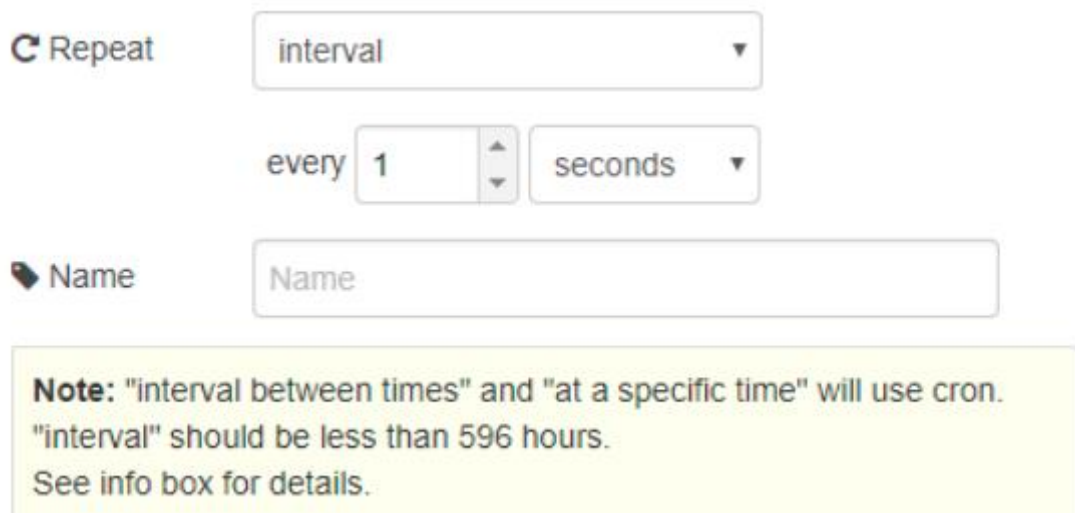 Repeat interval
every 1 seconds
Name Name
Note: "interval between times" and "at a specific time" will use cron.
"interval" should be less than 596 hours.
See info box for details.